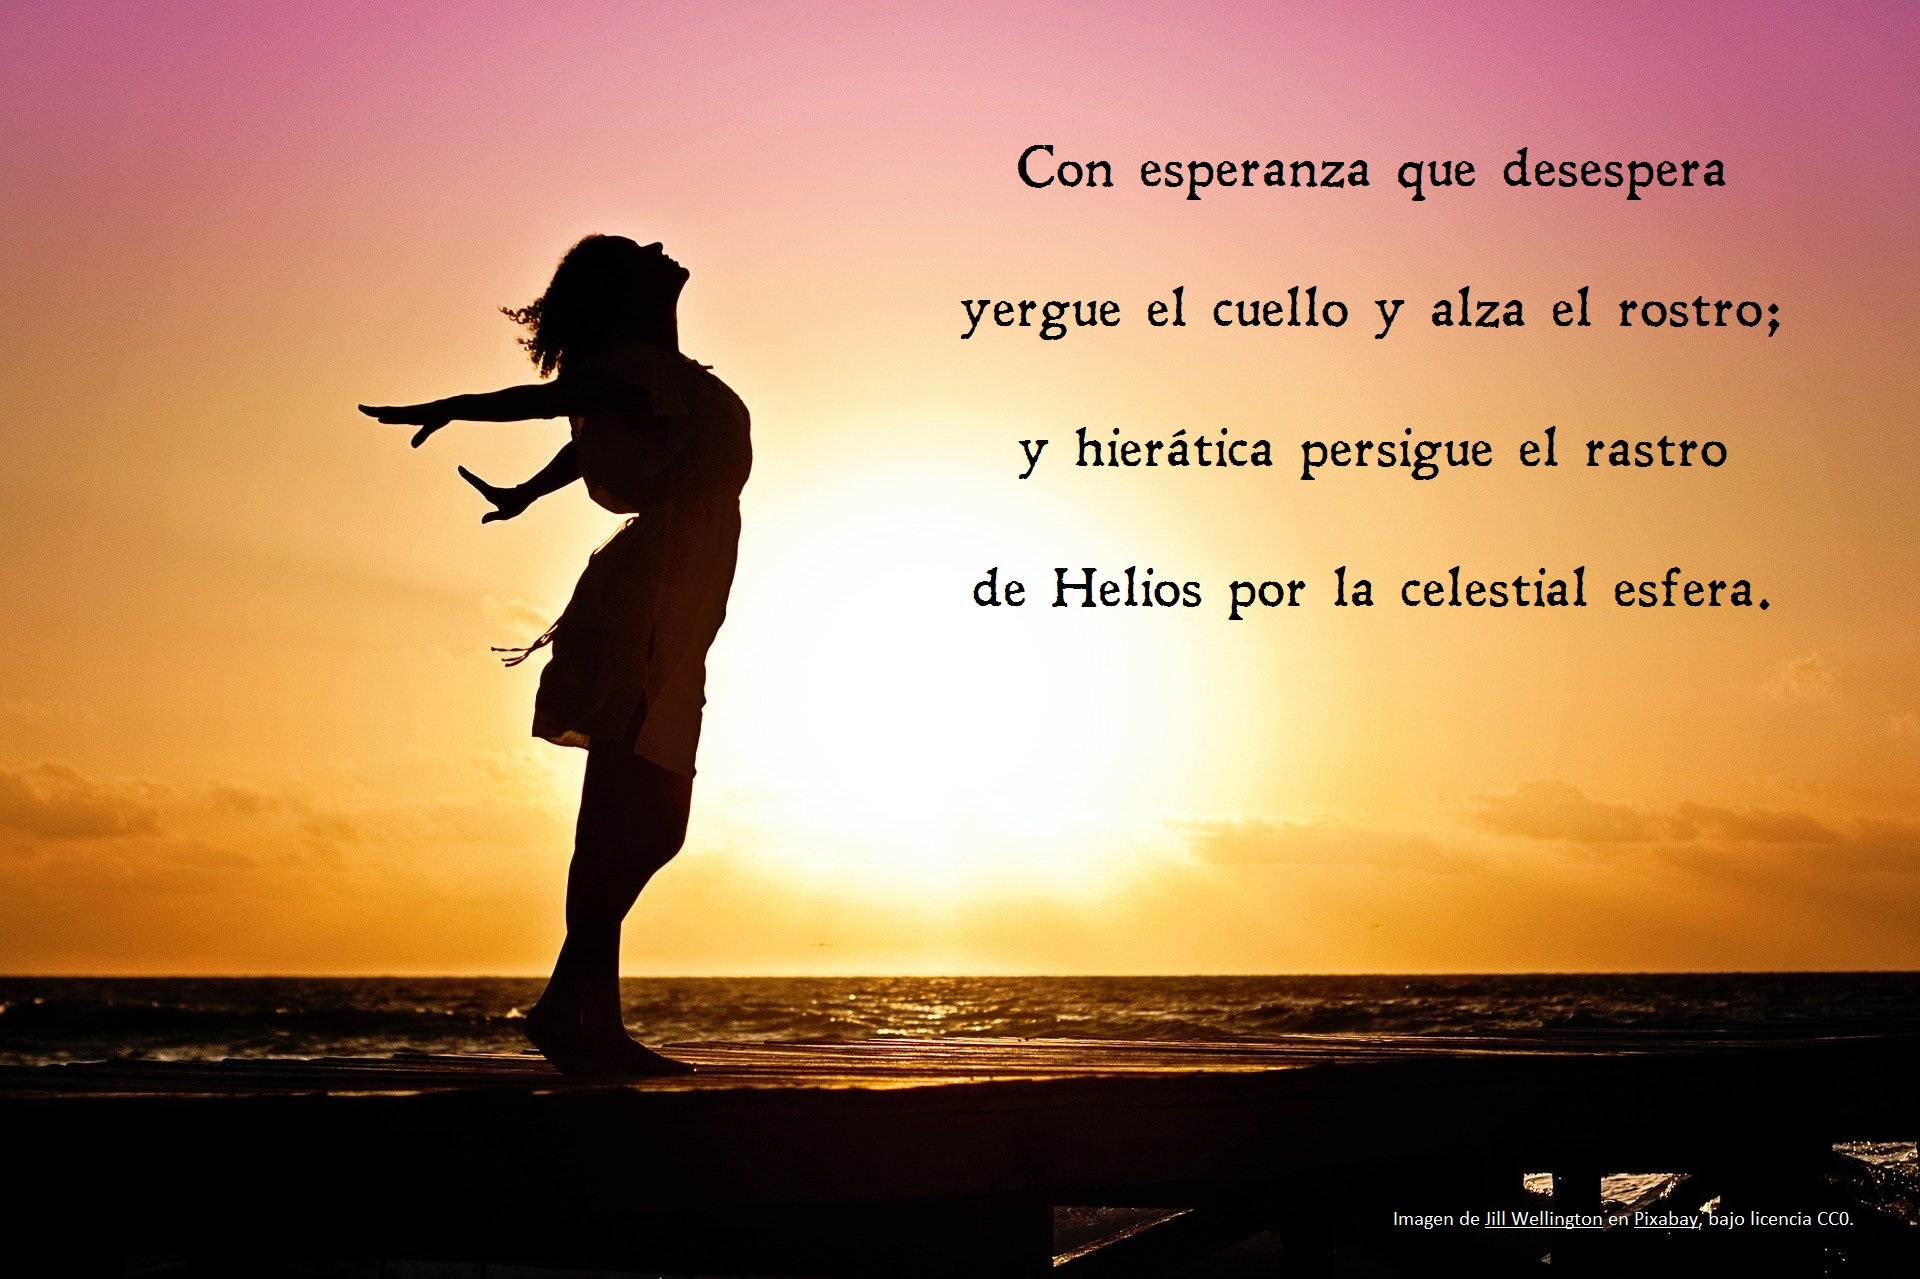 Con esperanza que desespera
yergue el cuello y alza el rostro;
y hierática persigue el rastro
de Helios por la celestial esfera.
Imagen de Jill Wellington en Pixabay, bajo licencia CC0.